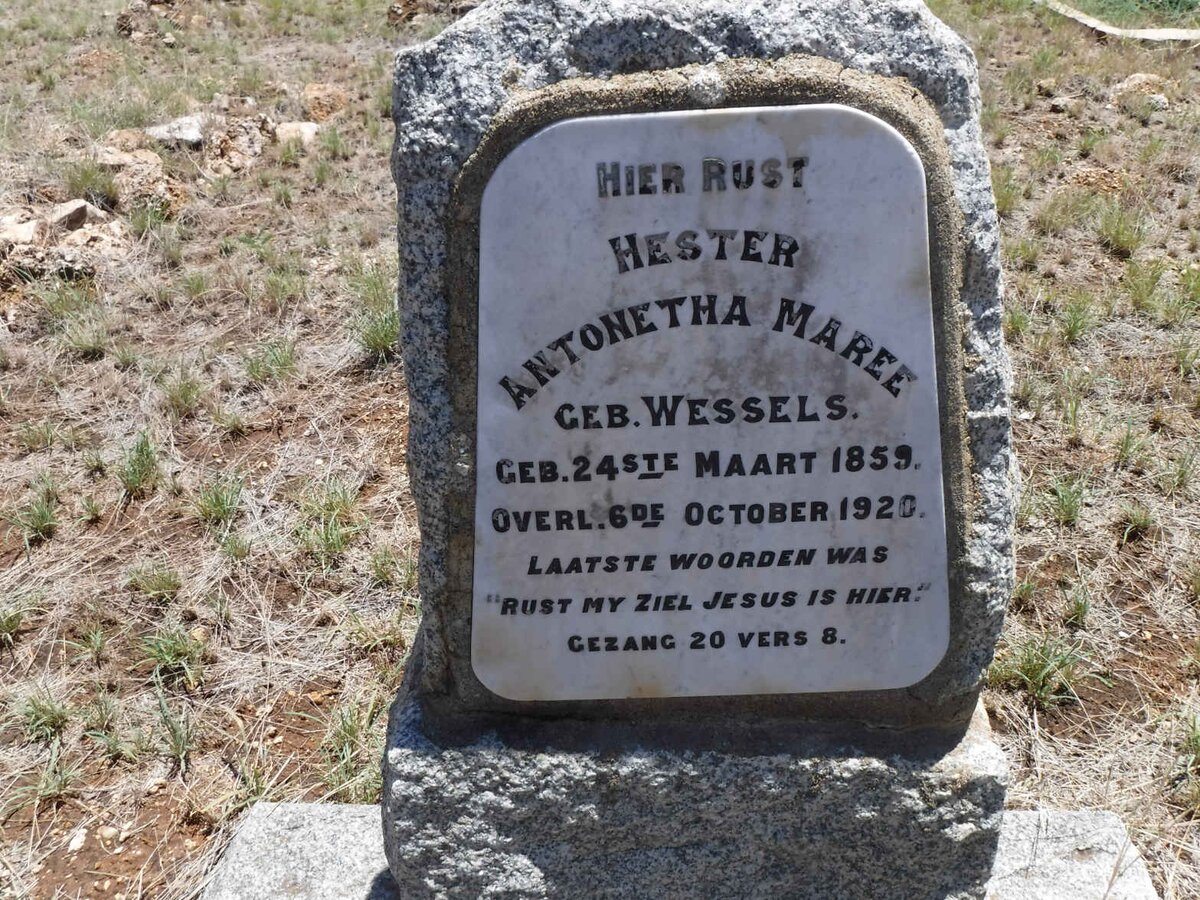 HIER RUST
HESTER
ANTONETHA MAREE
GEB. WESSELS.
GEB. 24STE MAART 1859.
OVERL. 6DE OCTOBER 1920.
LAATSTE WOORDEN WAS
"RUST MY ZIEL JESUS IS HIER."
GEZANG 20 VERS 8.